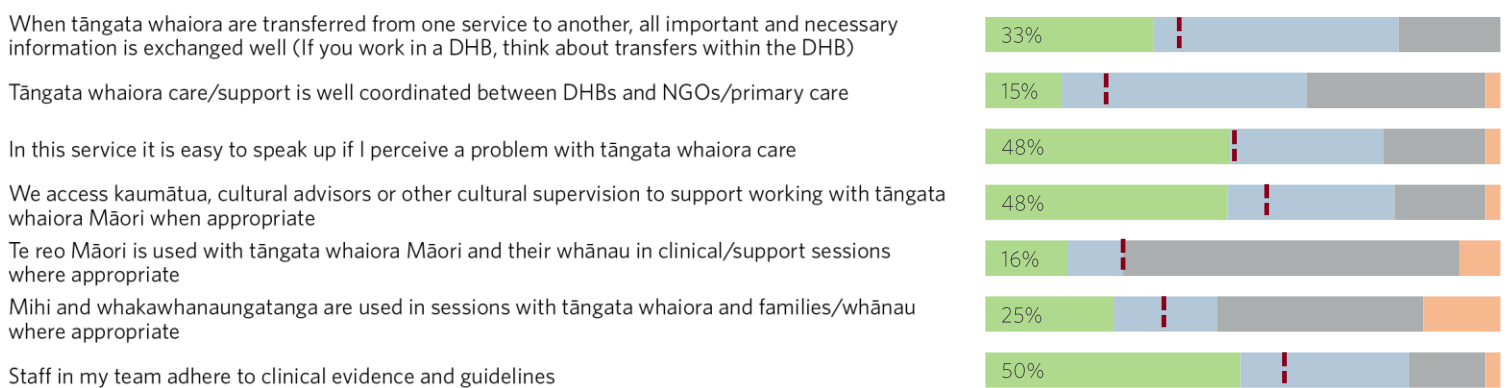 When tāngata whaiora are transferred from one service to another, all important and necessary
information is exchanged well (If you work in a DHB, think about transfers within the DHB)
33%
Tāngata whaiora care/support is well coordinated between DHBs and NGOs/primary care
15%
In this service it is easy to speak up if I perceive a problem with tāngata whaiora care
48%
We access kaumātua, cultural advisors or other cultural supervision to support working with tāngata
whaiora Māori when appropriate
48%
Te reo Māori is used with tāngata whaiora Māori and their whānau in clinical/support sessions
where appropriate
16%
Mihi and whakawhanaungatanga are used in sessions with tāngata whaiora and families/whānau
where appropriate
25%
Staff in my team adhere to clinical evidence and guidelines
50%